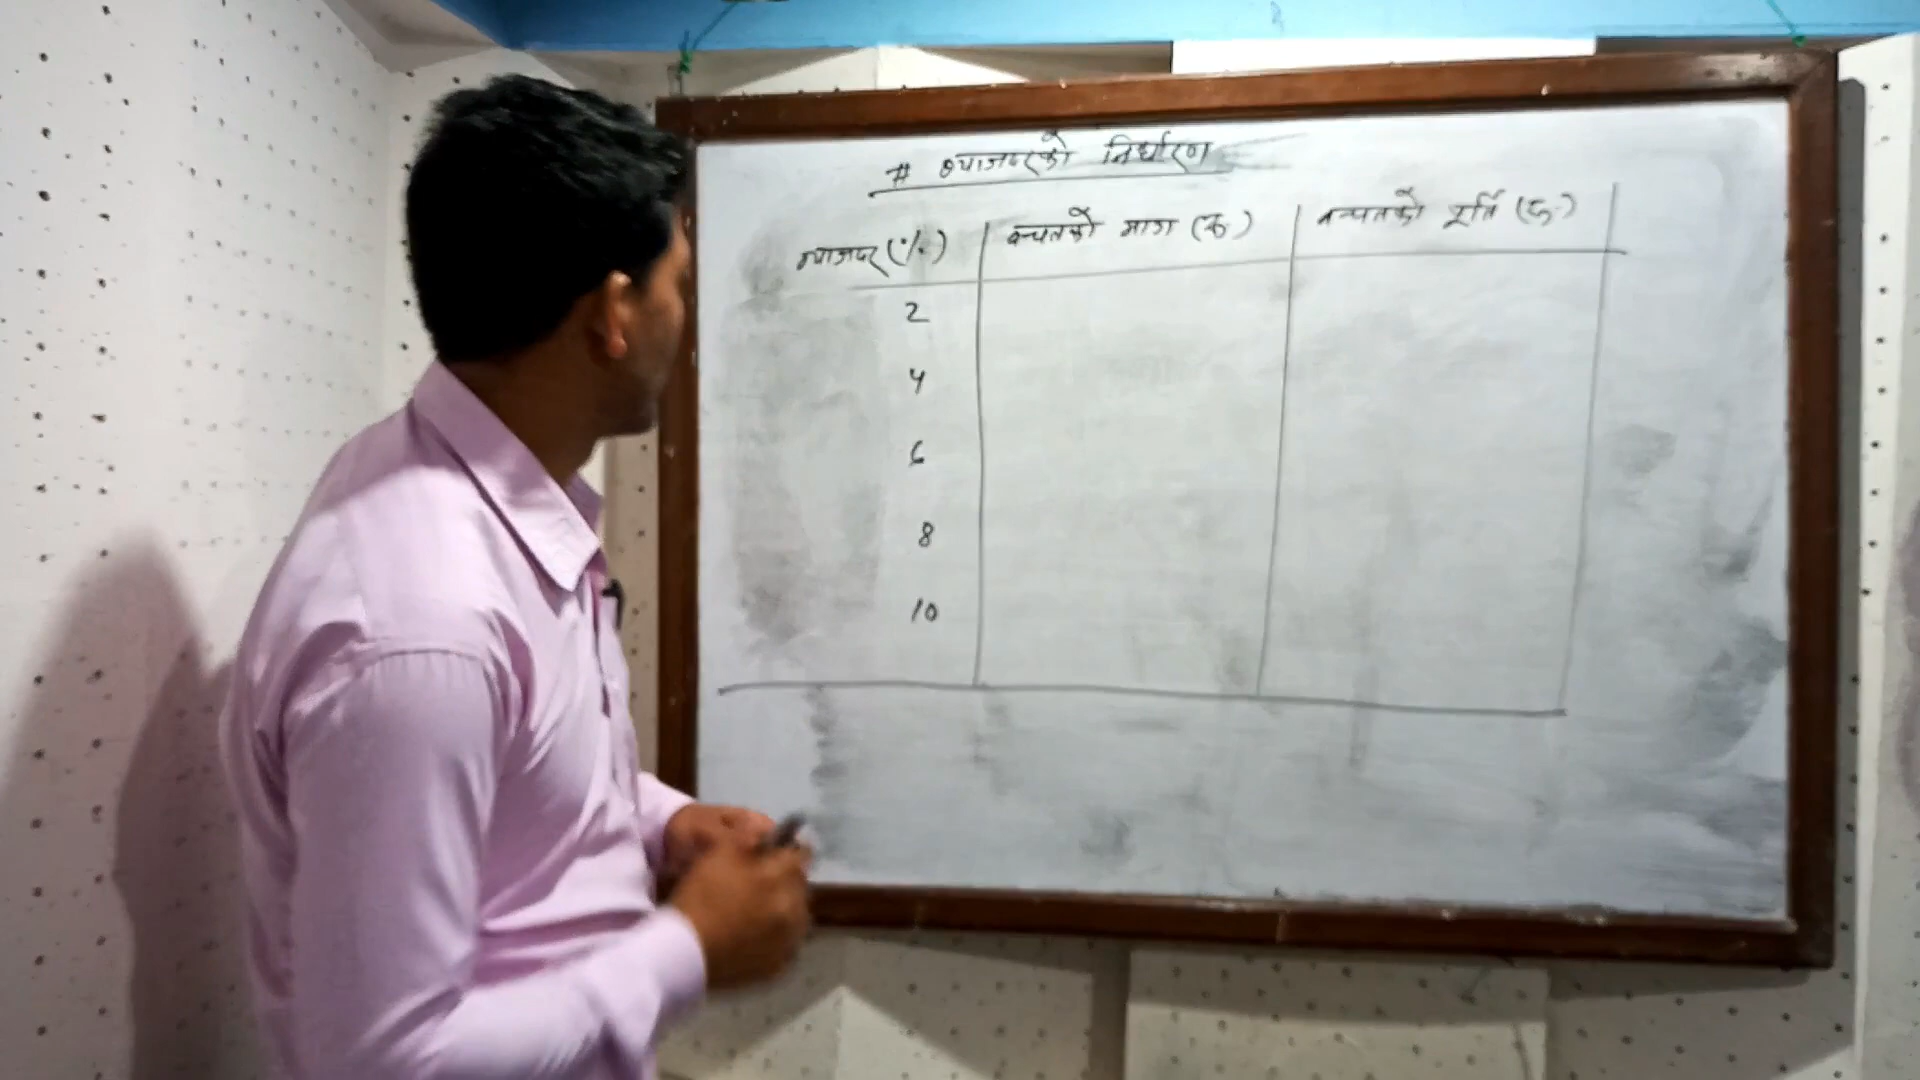 # ब्याजदरको निर्धारण
ब्याजदर (%) बचतको माग (रु.) बचतको पूर्ति (रु.)
2
4
6
8
10